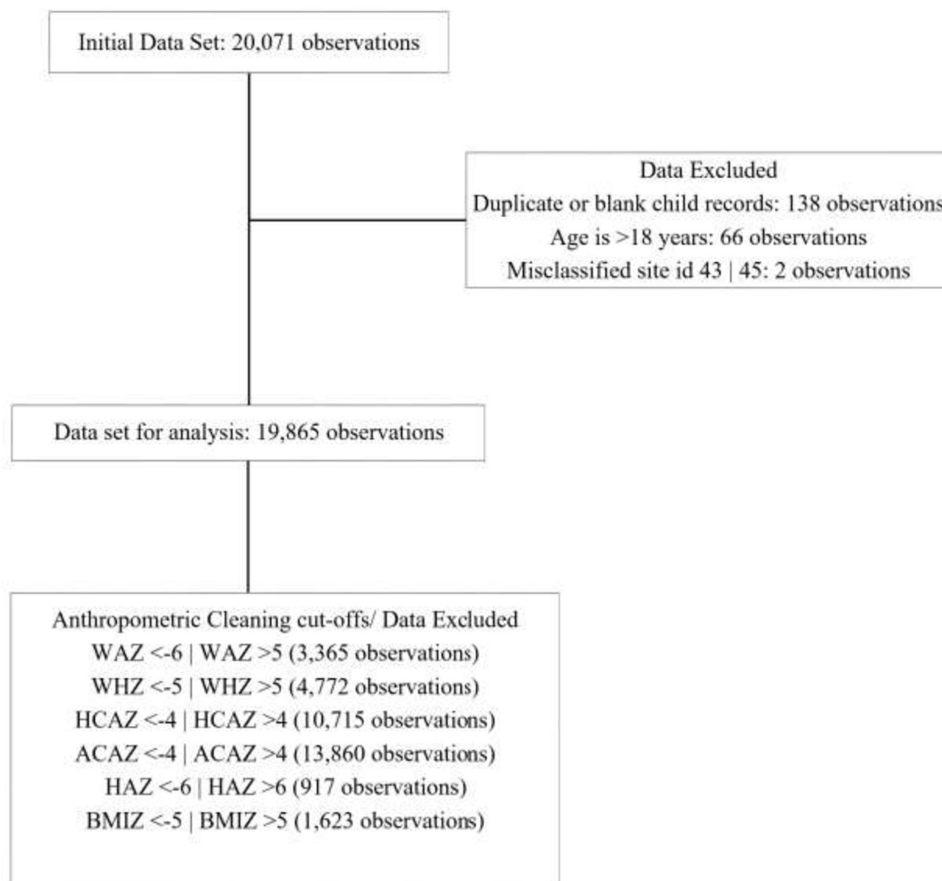 Initial Data Set: 20,071 observations
Data Excluded
Duplicate or blank child records: 138 observations
Age is >18 years: 66 observations
Misclassified site id 43 | 45: 2 observations
Data set for analysis: 19,865 observations
Anthropometric Cleaning cut-offs/ Data Excluded
WAZ <-6 | WAZ >5 (3,365 observations)
WHZ <-5 | WHZ >5 (4,772 observations)
HCAZ <-4 | HCAZ >4 (10,715 observations)
ACAZ <-4 | ACAZ >4 (13,860 observations)
HAZ <-6 | HAZ >6 (917 observations)
BMIZ <-5 | BMIZ >5 (1,623 observations)